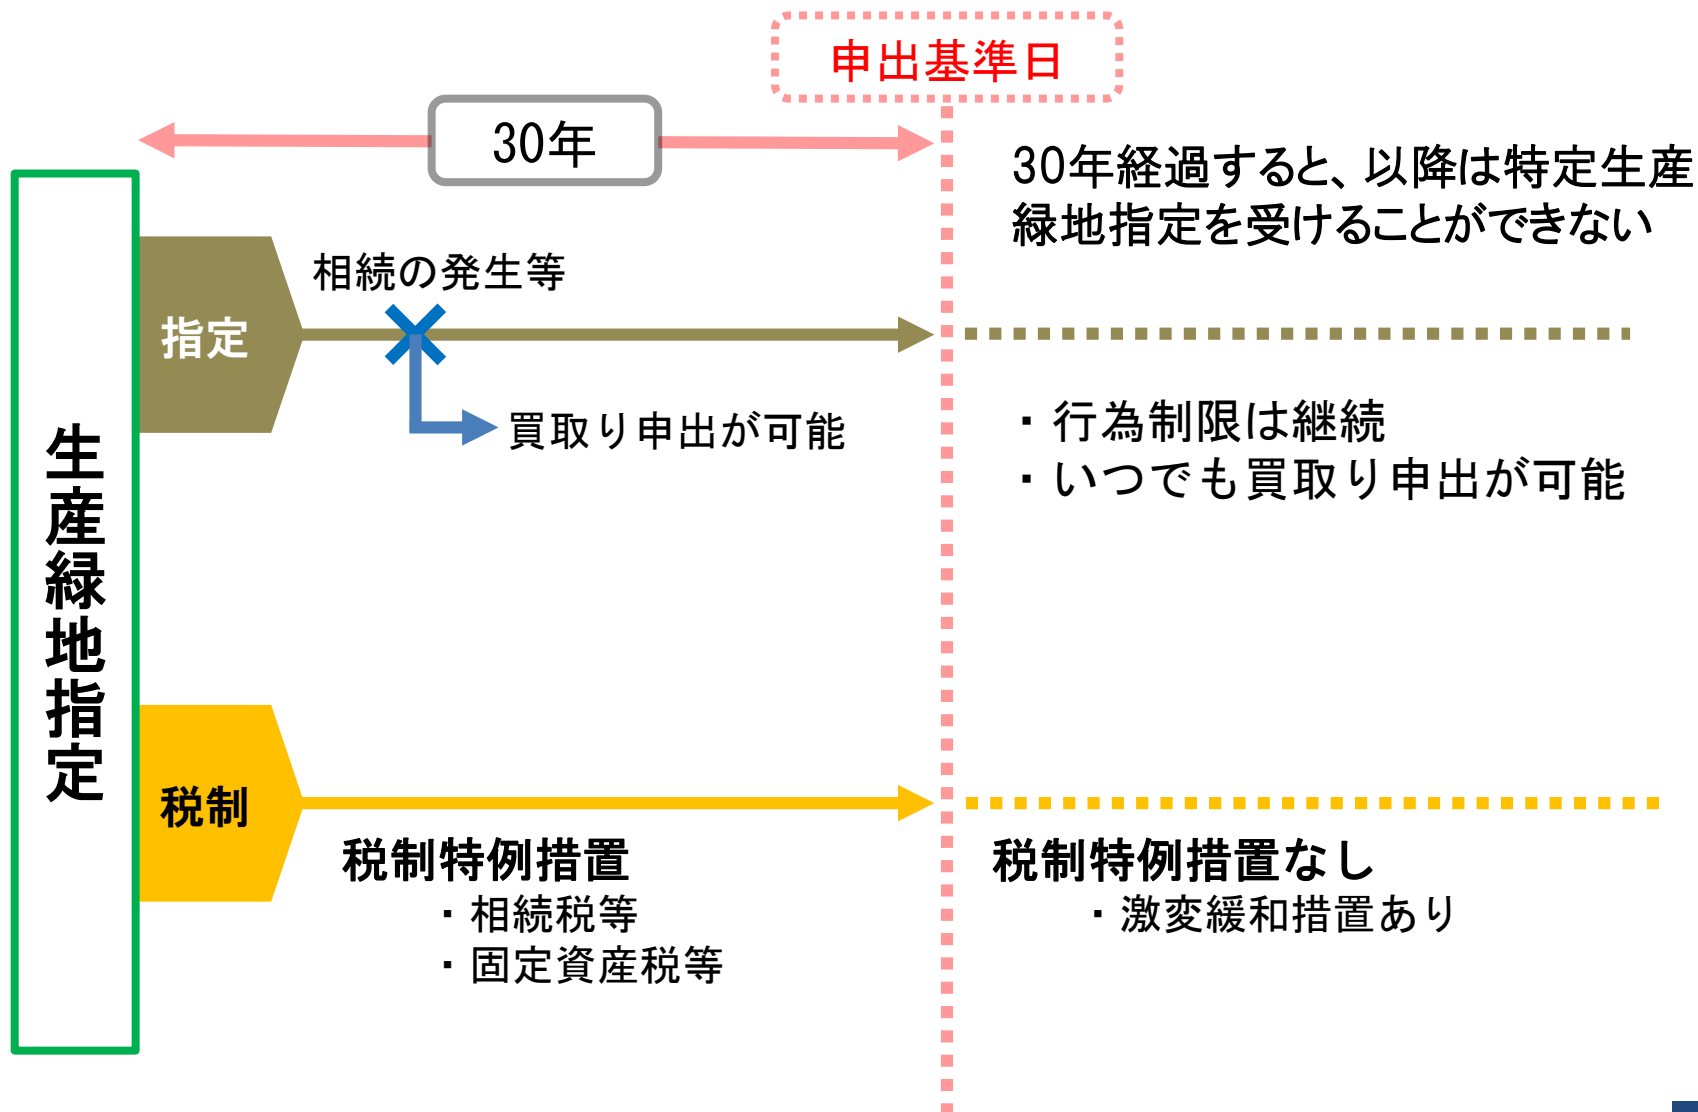 申出基準日
30年
30年経過すると、以降は特定生産
緑地指定を受けることができない
生産緑地指定
指定
相続の発生等
買取り申出が可能
・行為制限は継続
・いつでも買取り申出が可能
税制
税制特例措置
・相続税等
・固定資産税等
税制特例措置なし
・激変緩和措置あり